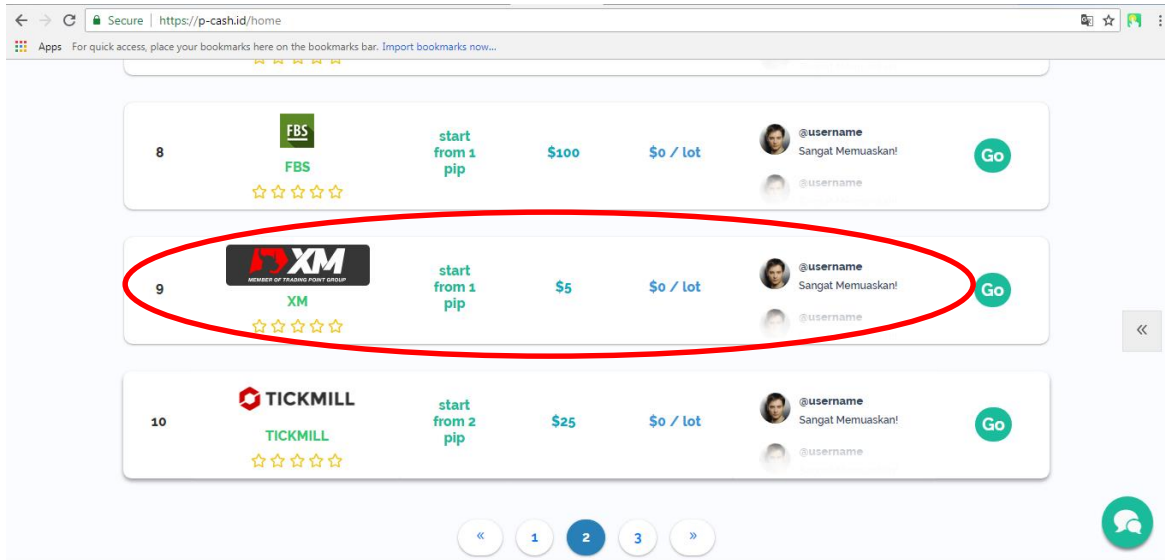 Secure | https://p-cash.id/home
Apps For quick access, place your bookmarks here on the bookmarks bar. Import bookmarks now...
8
FBS
FBS
start
from 1
pip
$100
$0 / lot
@username
Sangat Memuaskan!
@username
Go
9
XM
MEMBER OF TRADING POINT GROUP
XM
start
from 1
pip
$5
$0 / lot
@username
Sangat Memuaskan!
@username
Go
«
10
TICKMILL
TICKMILL
start
from 2
pip
$25
$0 / lot
@username
Sangat Memuaskan!
@username
Go
« 1 2 3 »